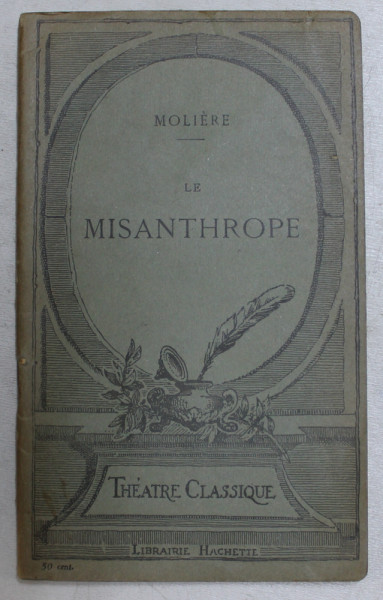 MOLIÈRE
LE
MISANTHROPE
THÉATRE CLASSIQUE
LIBRAIRIE HACHETTE
50 cent.